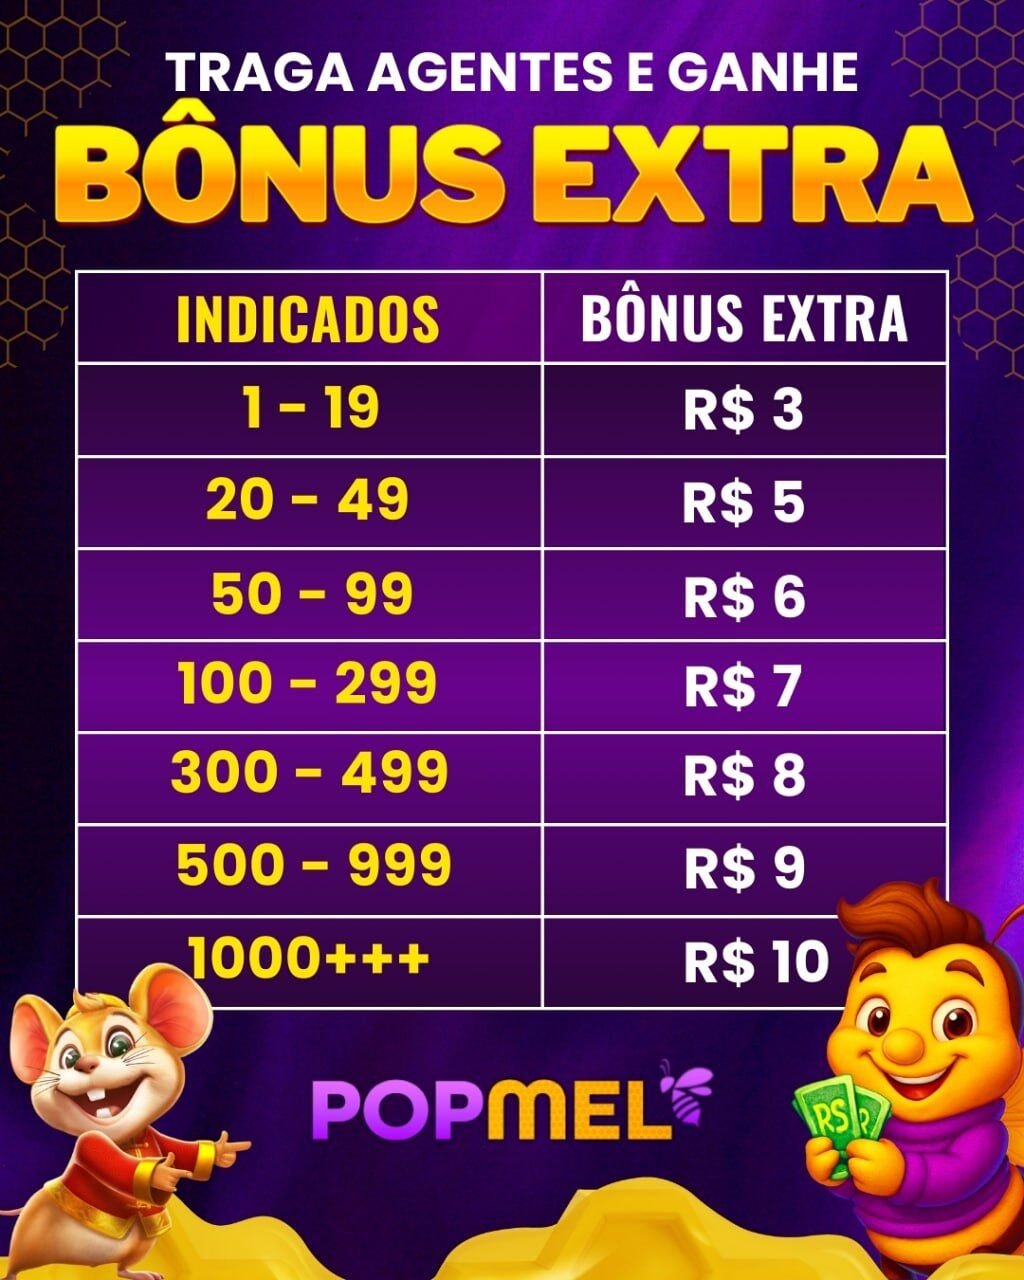 TRAGA AGENTES E GANHE
BÔNUS EXTRA
INDICADOS BÔNUS EXTRA
1 – 19 R$ 3
20 – 49 R$ 5
50 – 99 R$ 6
100 – 299 R$ 7
300 – 499 R$ 8
500 – 999 R$ 9
1000+++ R$ 10
POPMEL
R$ R